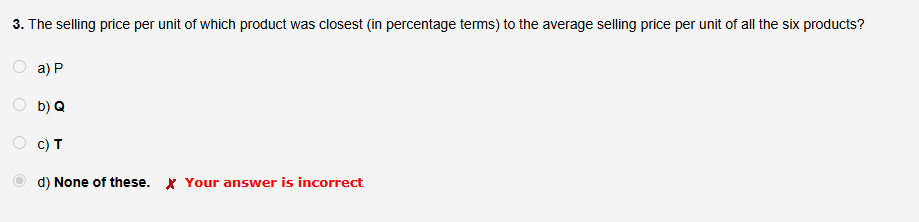 3. The selling price per unit of which product was closest (in percentage terms) to the average selling price per unit of all the six products?
a) P
b) Q
c) T
d) None of these. ✘ Your answer is incorrect